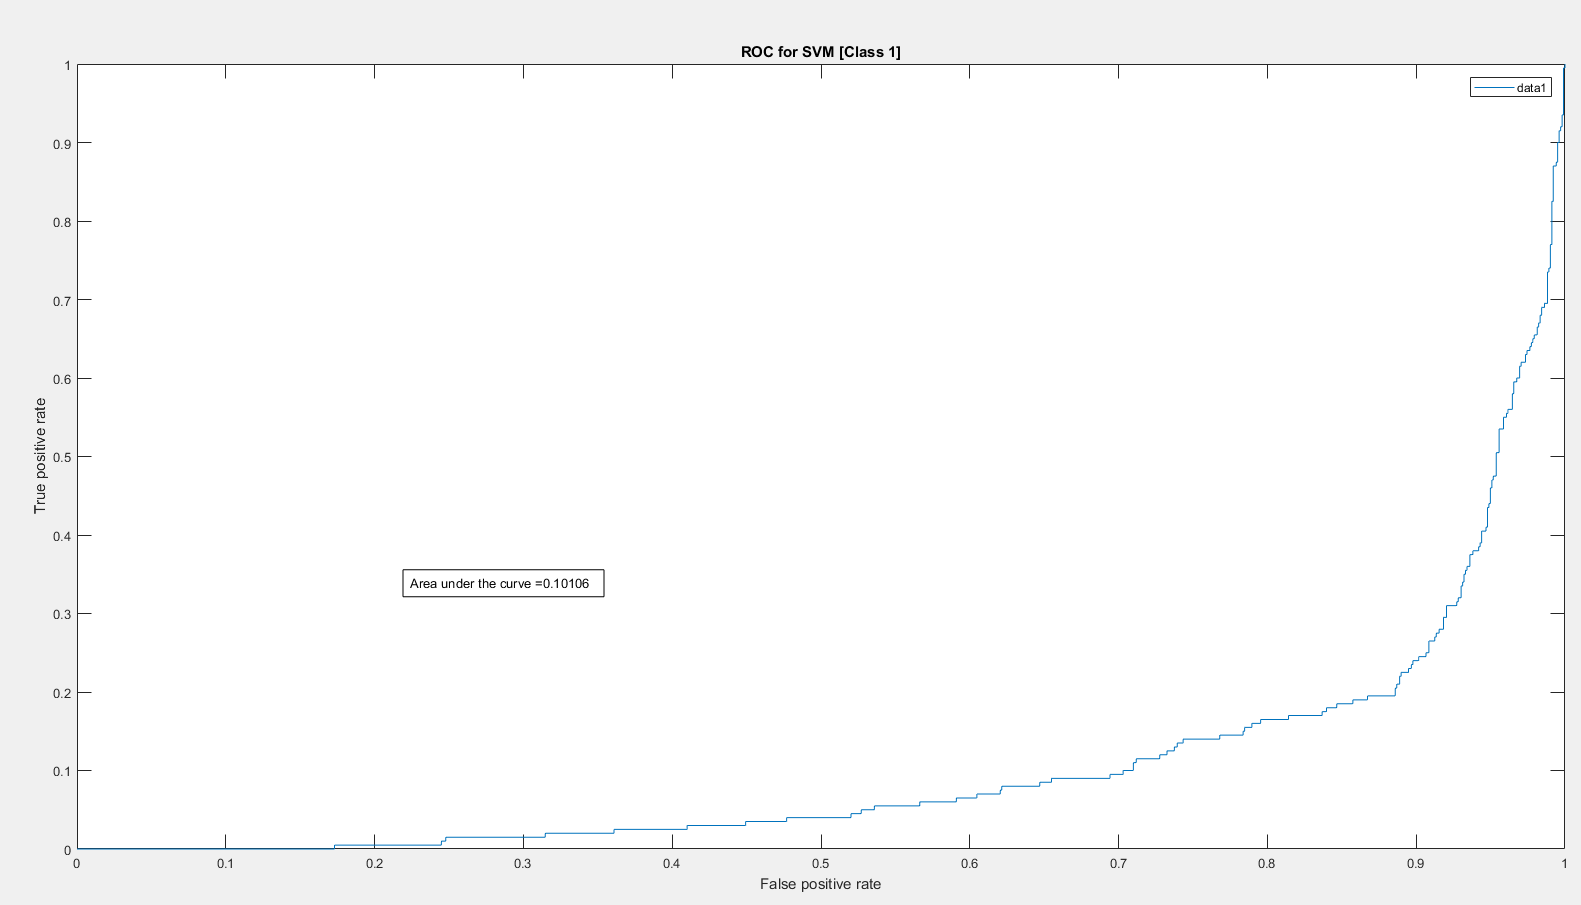 ROC for SVM [Class 1]
data1
1
0.9
0.8
0.7
0.6
0.5
0.4
0.3
0.2
0.1
0
True positive rate
Area under the curve =0.10106
0 0.1 0.2 0.3 0.4 0.5 0.6 0.7 0.8 0.9 1
False positive rate